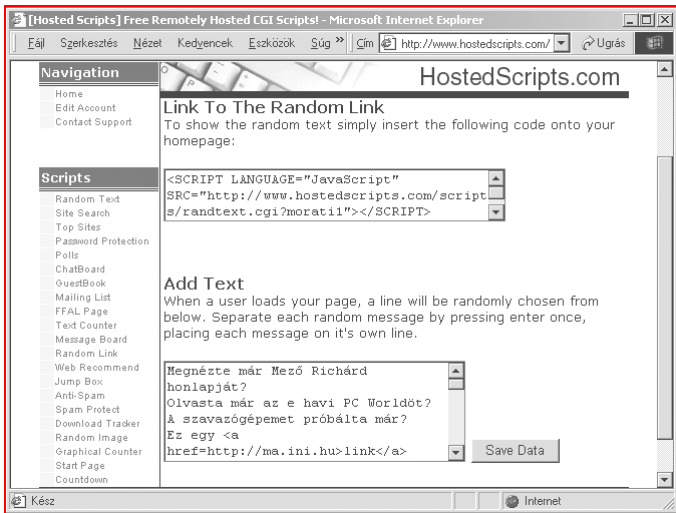 [Hosted Scripts] Free Remotely Hosted CGI Scripts! - Microsoft Internet Explorer
Fájl Szerkesztés Nézet Kedvencek Eszközök Súgó » Cím http://www.hostedscripts.com/ Ugrás
Navigation
Home
Edit Account
Contact Support
Scripts
Random Text
Site Search
Top Sites
Password Protection
Polls
ChatBoard
GuestBook
Mailing List
FFAL Page
Text Counter
Message Board
Random Link
Web Recommend
Jump Box
Anti-Spam
Spam Protect
Download Tracker
Random Image
Graphical Counter
Start Page
Countdown
HostedScripts.com
Link To The Random Link
To show the random text simply insert the following code onto your
homepage:
<SCRIPT LANGUAGE="JavaScript"
SRC="http://www.hostedscripts.com/script
s/randtext.cgi?morati1"></SCRIPT>
Add Text
When a user loads your page, a line will be randomly chosen from
below. Separate each random message by pressing enter once,
placing each message on it's own line.
Megnézte már Mező Richárd
honlapját?
Olvasta már az e havi PC Worldöt?
A szavazógépemet próbálta már?
Ez egy <a
href=http://ma.ini.hu>link</a>
Save Data
Kész
Internet